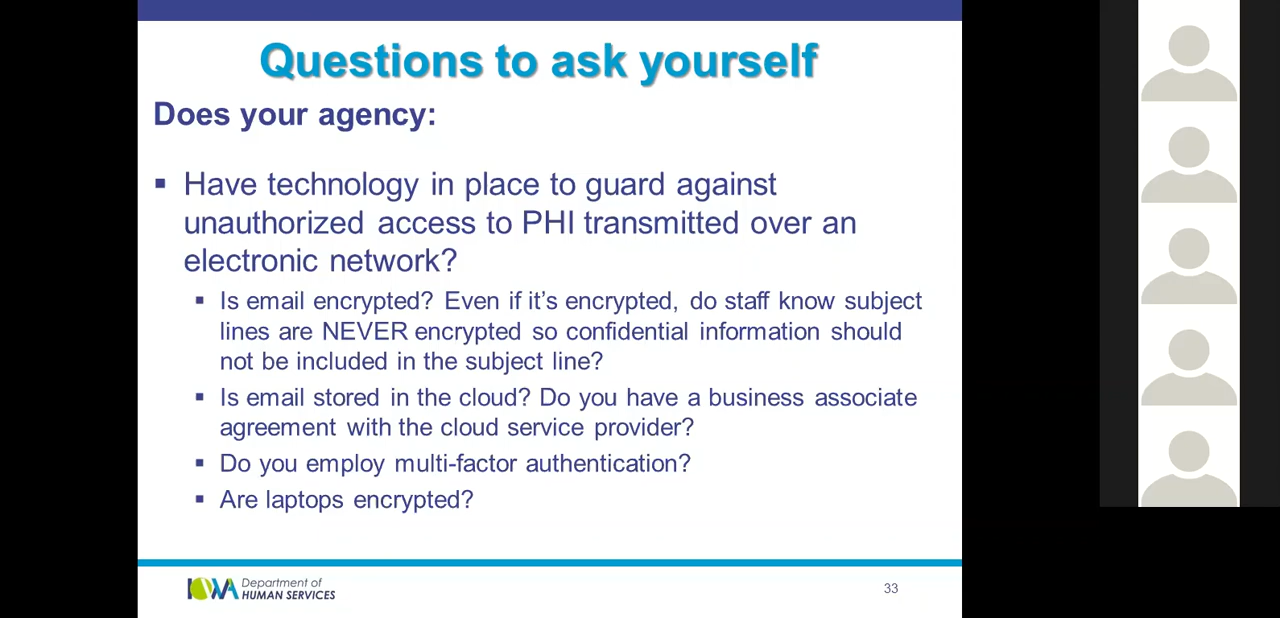 Questions to ask yourself
Does your agency:
▪ Have technology in place to guard against
unauthorized access to PHI transmitted over an
electronic network?
▪ Is email encrypted? Even if it's encrypted, do staff know subject
lines are NEVER encrypted so confidential information should
not be included in the subject line?
▪ Is email stored in the cloud? Do you have a business associate
agreement with the cloud service provider?
▪ Do you employ multi-factor authentication?
▪ Are laptops encrypted?
IOWA Department of
HUMAN SERVICES
33